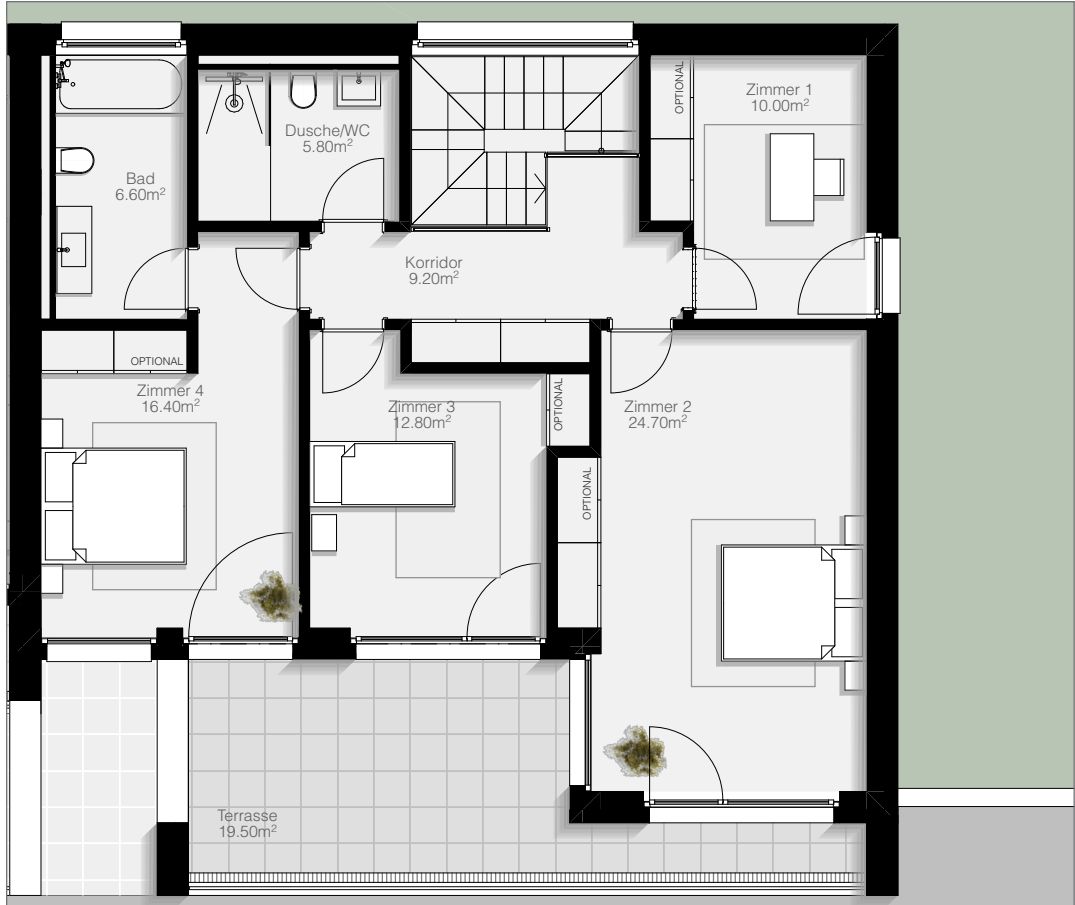 OPTIONAL
Zimmer 1
10.00m²
Dusche/WC
5.80m²
Bad
6.60m²
Korridor
9.20m²
OPTIONAL
Zimmer 4
16.40m²
Zimmer 3
12.80m²
OPTIONAL
Zimmer 2
24.70m²
OPTIONAL
Terrasse
19.50m²